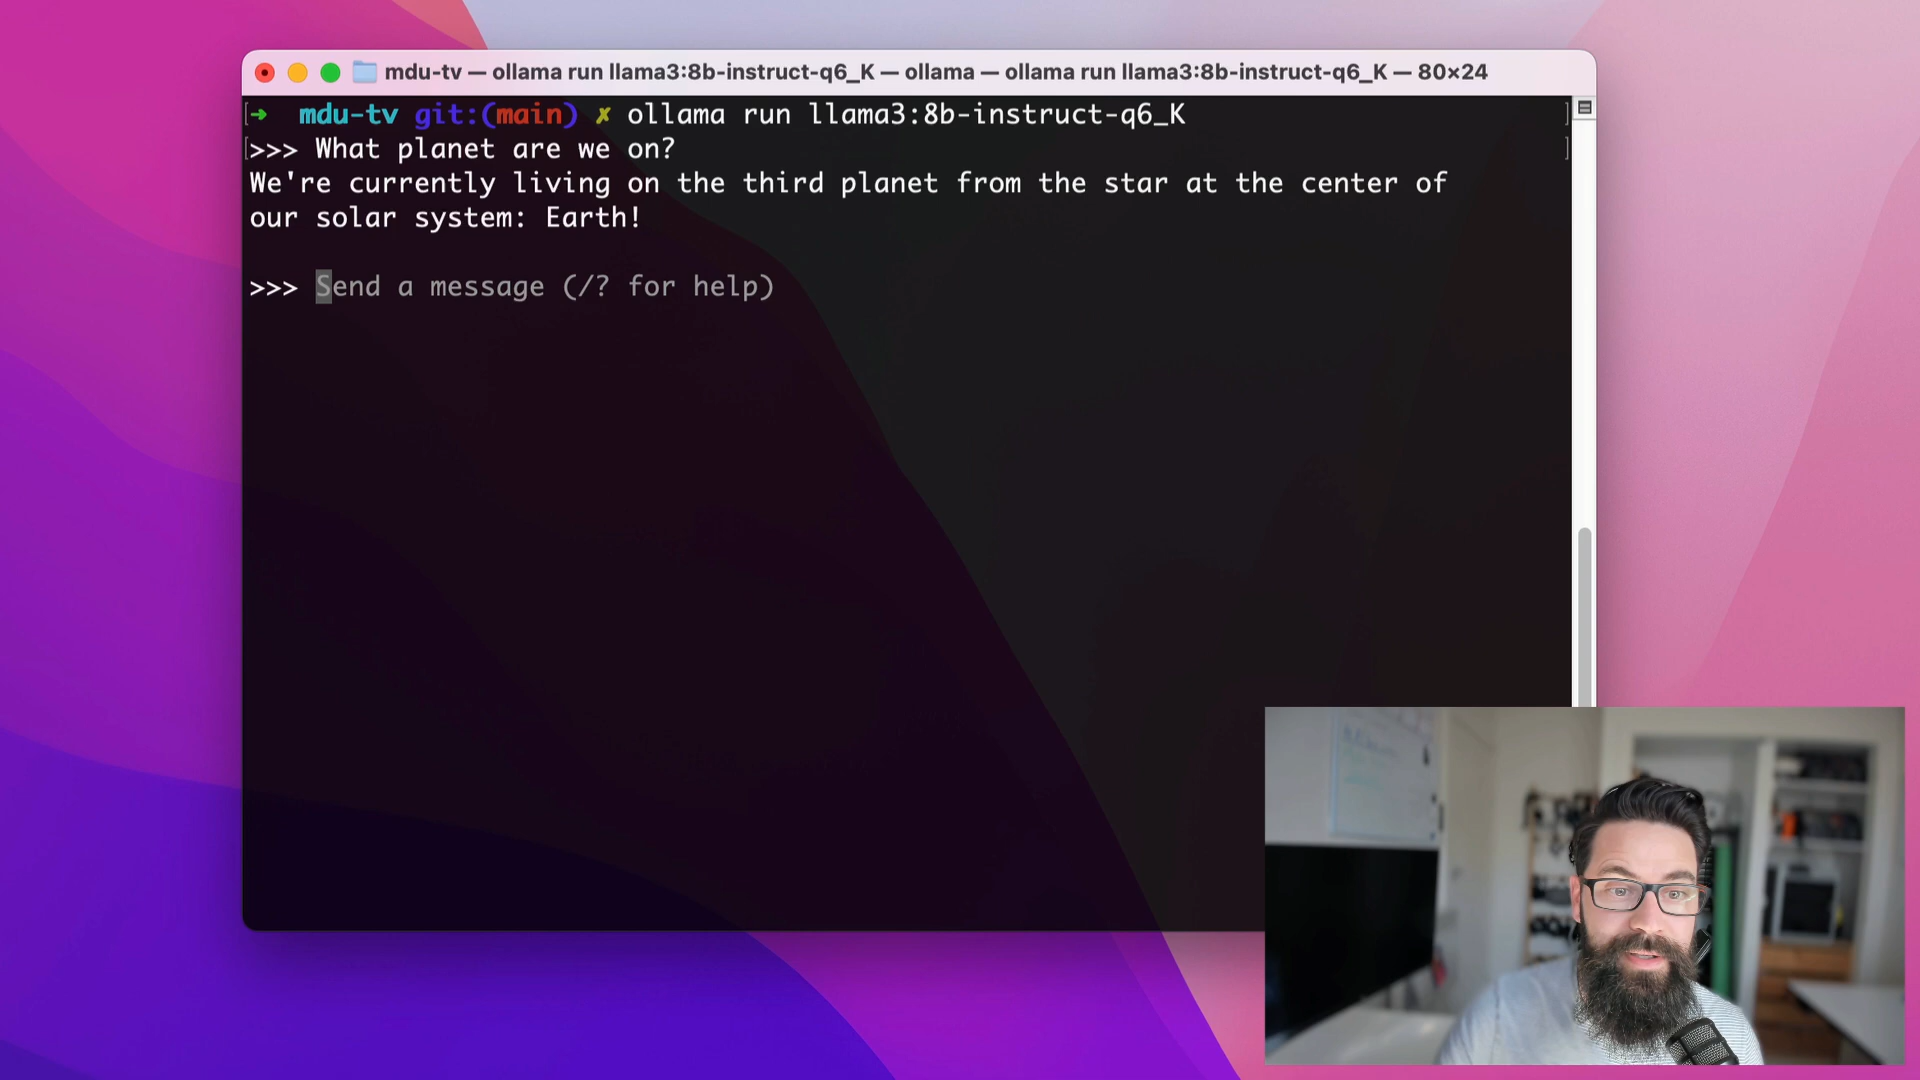 mdu-tv — ollama run llama3:8b-instruct-q6_K — ollama — ollama run llama3:8b-instruct-q6_K — 80×24
➜ mdu-tv git:(main) ✗ ollama run llama3:8b-instruct-q6_K
>>> What planet are we on?
We're currently living on the third planet from the star at the center of
our solar system: Earth!
>>> Send a message (/? for help)